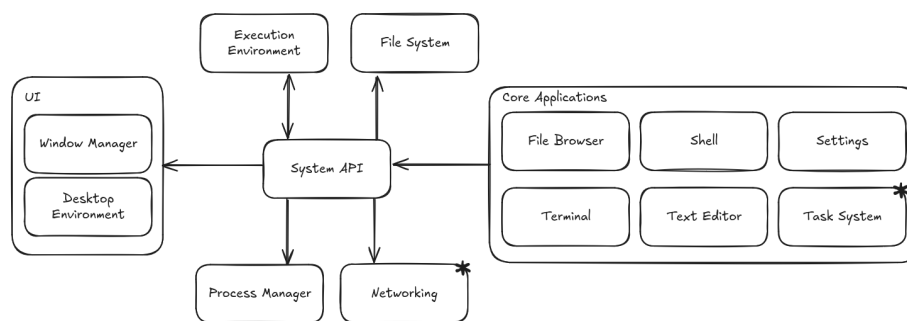 Execution
Environment
File System
UI
Window Manager
Desktop
Environment
System API
Core Applications
File Browser
Shell
Settings
Terminal
Text Editor
Task System
Process Manager
Networking